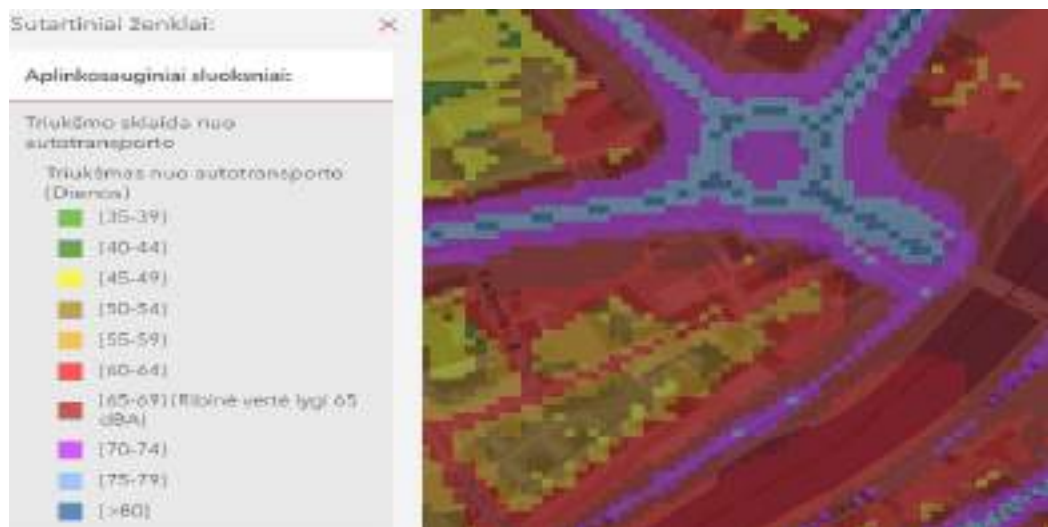 Sutartiniai ženklai:
Aplinkosauginiai sluoksniai:
Triukšmo sklaida nuo
autotransporto
Triukšmas nuo autotransporto
(Dienos)
[35-39)
[40-44)
[45-49)
[50-54)
[55-59)
[60-64)
[65-69) (Ribinė vertė lygi 65
dBA)
[70-74)
[75-79)
[>80]